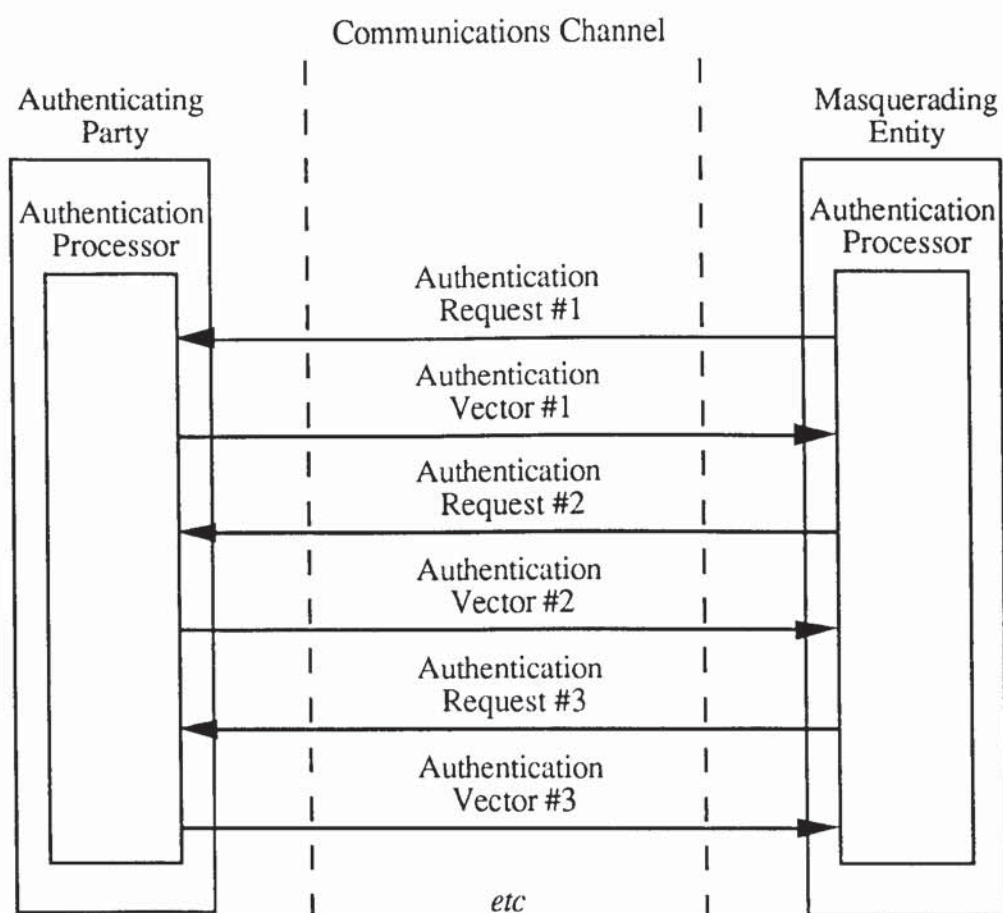 Communications Channel
Authenticating
Party
Masquerading
Entity
Authentication
Processor
Authentication
Processor
Authentication
Request #1
Authentication
Vector #1
Authentication
Request #2
Authentication
Vector #2
Authentication
Request #3
Authentication
Vector #3
etc